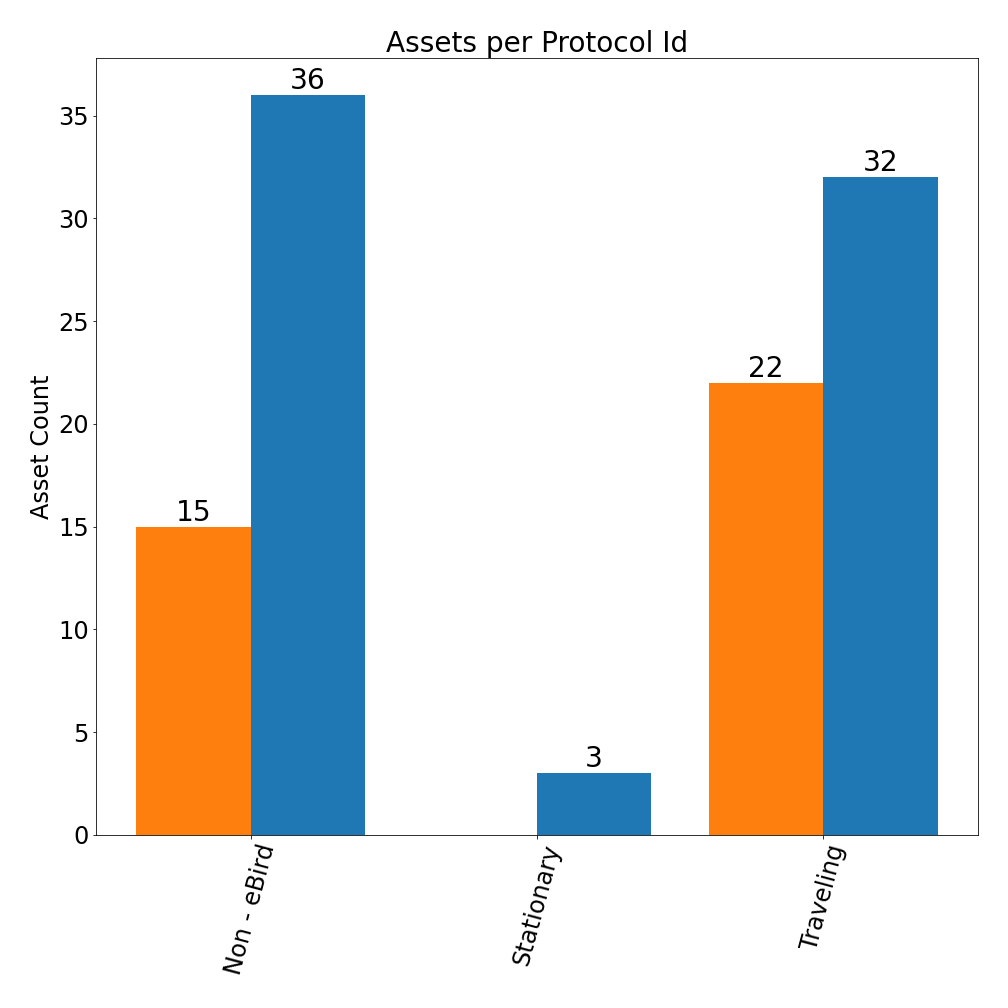 Assets per Protocol Id
Asset Count
35
30
25
20
15
10
5
0
15
36
3
22
32
Non - eBird
Stationary
Traveling